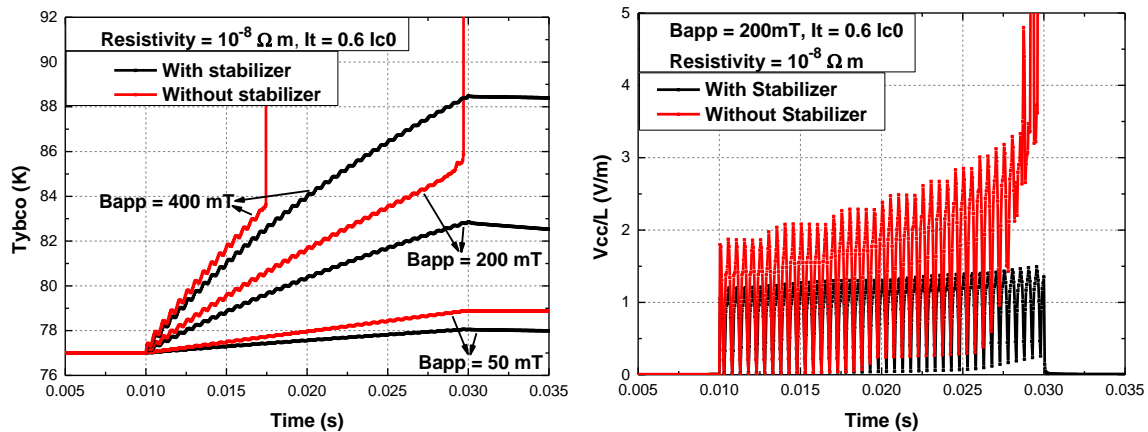 92
90
88
86
84
82
80
78
76
Tybco (K)
Resistivity = 10⁻⁸ Ω m, It = 0.6 Ic0
With stabilizer
Without stabilizer
Bapp = 400 mT
Bapp = 200 mT
Bapp = 50 mT
0.005 0.010 0.015 0.020 0.025 0.030 0.035
Time (s)
5
4
3
2
1
0
Vcc/L (V/m)
Bapp = 200mT, It = 0.6 Ic0
Resistivity = 10⁻⁸ Ω m
With Stabilizer
Without Stabilizer
0.005 0.010 0.015 0.020 0.025 0.030 0.035
Time (s)